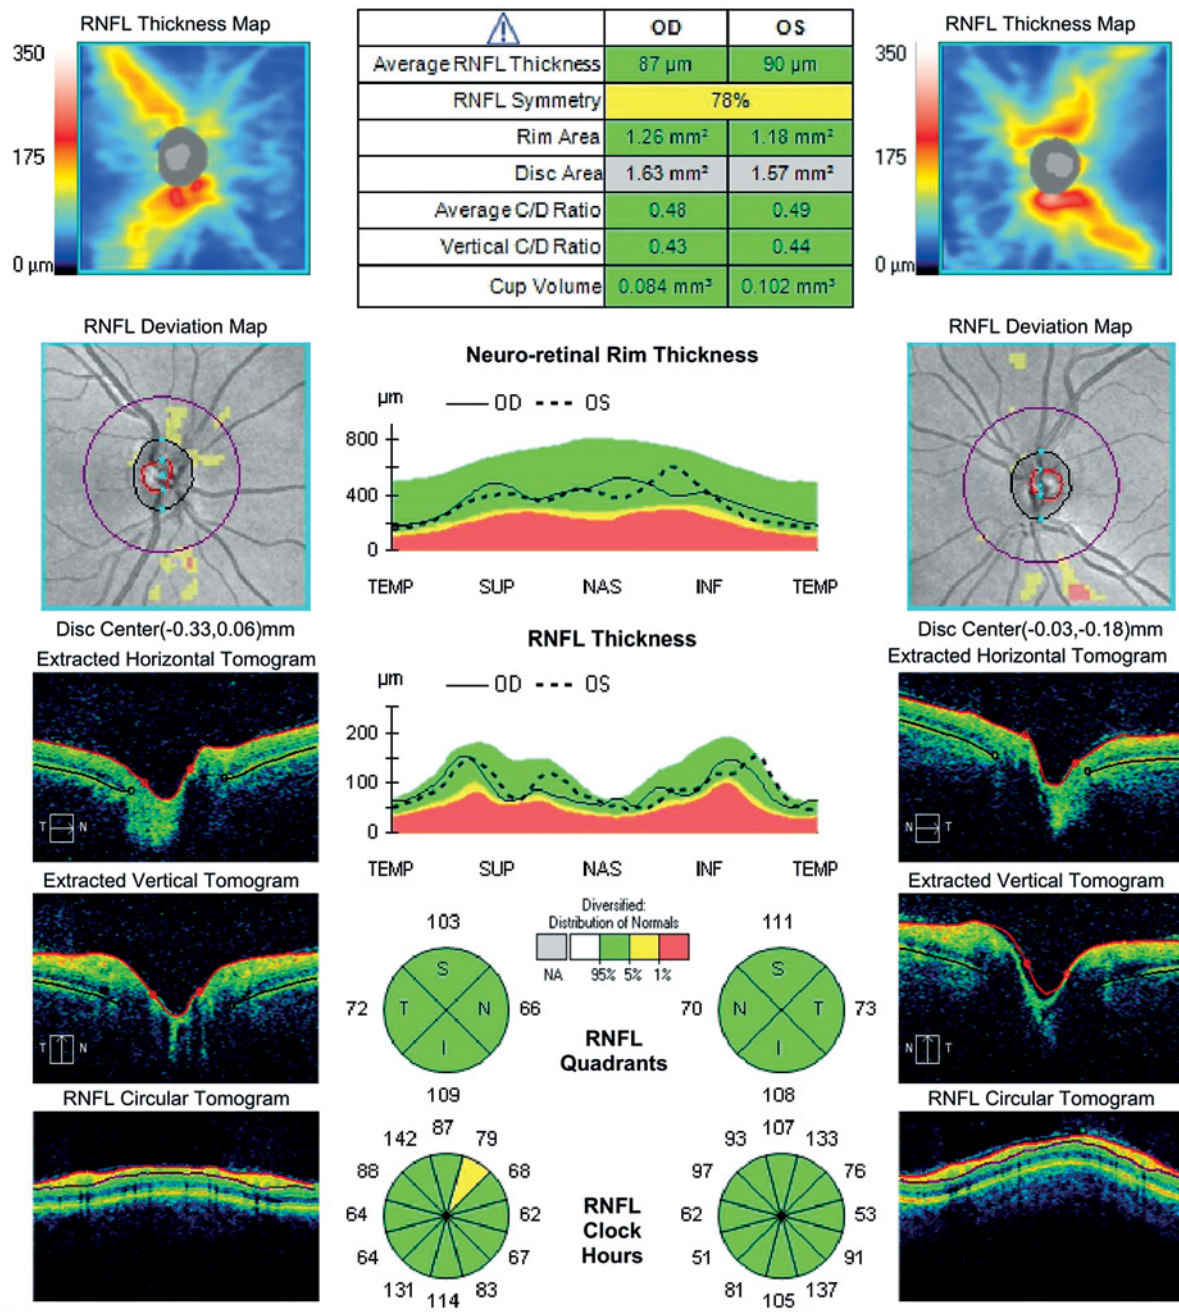 RNFL Thickness Map
350
175
0 µm
OD OS
Average RNFL Thickness 87 µm 90 µm
RNFL Symmetry 78%
Rim Area 1.26 mm² 1.18 mm²
Disc Area 1.63 mm² 1.57 mm²
Average C/D Ratio 0.48 0.49
Vertical C/D Ratio 0.43 0.44
Cup Volume 0.084 mm³ 0.102 mm³
RNFL Thickness Map
350
175
0 µm
RNFL Deviation Map
Disc Center(-0.33,0.06)mm
Neuro-retinal Rim Thickness
µm OD OS
800
400
0
TEMP SUP NAS INF TEMP
RNFL Deviation Map
Disc Center(-0.03,-0.18)mm
Extracted Horizontal Tomogram
T N
RNFL Thickness
µm OD OS
200
100
0
TEMP SUP NAS INF TEMP
Extracted Horizontal Tomogram
N T
Extracted Vertical Tomogram
T N
Diversified:
Distribution of Normals
NA 95% 5% 1%
103
72 S T N I 66
109
RNFL
Quadrants
111
70 S N T I 73
108
Extracted Vertical Tomogram
N T
RNFL Circular Tomogram
87
142 79
88 68
64 62
64 67
131 83
114
RNFL
Clock
Hours
107
93 133
97 76
62 53
51 91
81 137
105
RNFL Circular Tomogram